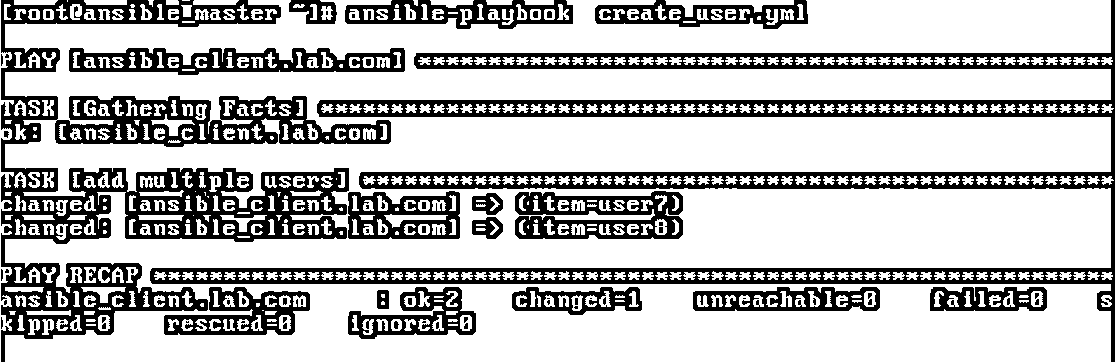 [root@ansible_master ~]# ansible-playbook  create_user.yml
PLAY [ansible_client.lab.com] *********************************************************
TASK [Gathering Facts] ****************************************************************
ok: [ansible_client.lab.com]
TASK [add multiple users] *************************************************************
changed: [ansible_client.lab.com] => (item=user7)
changed: [ansible_client.lab.com] => (item=user8)
PLAY RECAP ****************************************************************************
ansible_client.lab.com     : ok=2    changed=1    unreachable=0    failed=0    s
kipped=0    rescued=0    ignored=0